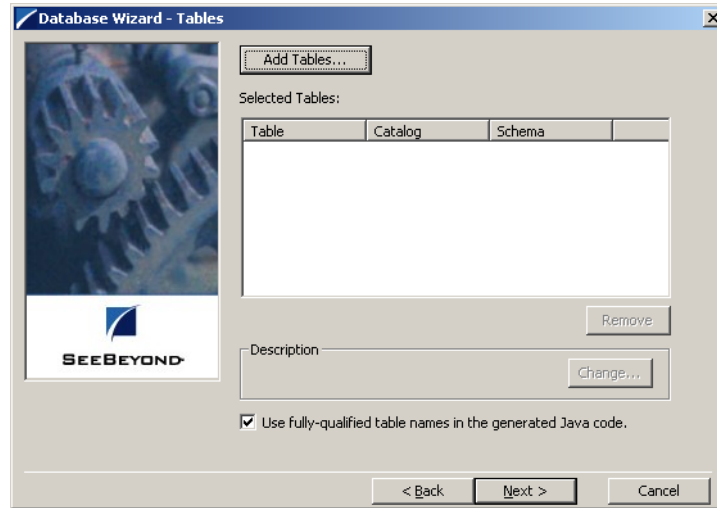 Database Wizard - Tables
Add Tables...
Selected Tables:
Table Catalog Schema
Remove
SEEBEYOND
Description
Change...
Use fully-qualified table names in the generated Java code.
< Back Next > Cancel